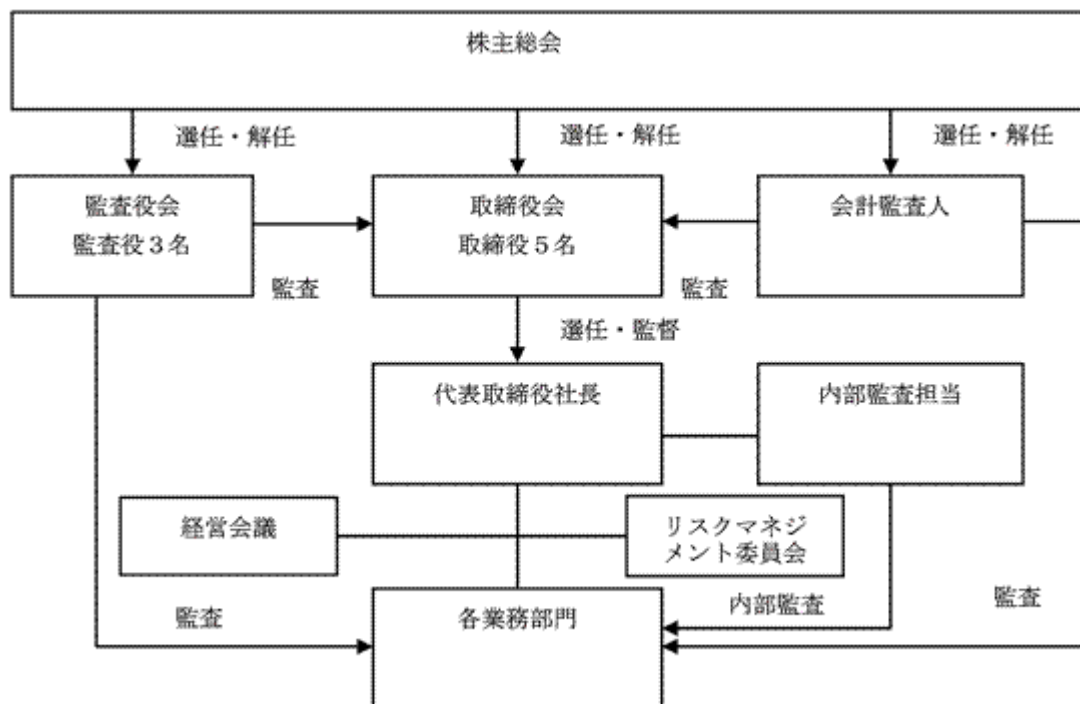 株主総会
選任・解任
選任・解任
選任・解任
監査役会
監査役3名
取締役会
取締役5名
会計監査人
監査
監査
選任・監督
代表取締役社長
内部監査担当
経営会議
リスクマネジ
メント委員会
監査
各業務部門
内部監査
監査